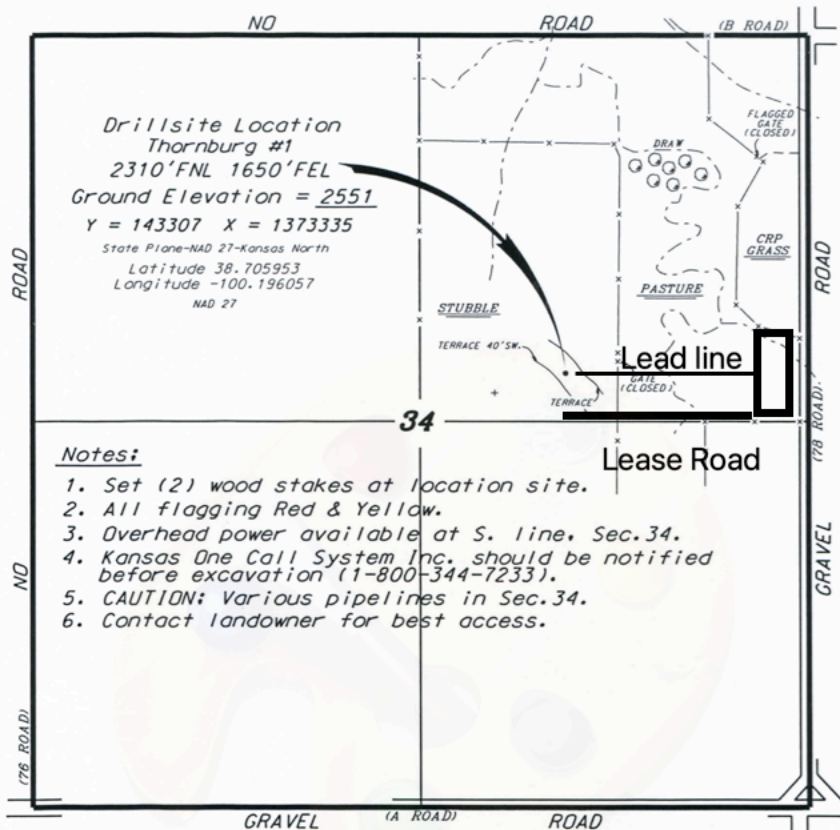 NO ROAD (B ROAD)
Drillsite Location
Thornburg #1
2310'FNL 1650'FEL
Ground Elevation = 2551
Y = 143307 X = 1373335
State Plane-NAD 27-Kansas North
Latitude 38.705953
Longitude -100.196057
NAD 27
FLAGGED
GATE
(CLOSED)
DRAW
CRP
GRASS
PASTURE
STUBBLE
TERRACE 40'SW.
Lead line
GATE
(CLOSED)
TERRACE
34
Lease Road
ROAD
NO
(76 ROAD)
ROAD
(78 ROAD)
GRAVEL
Notes:
1. Set (2) wood stakes at location site.
2. All flagging Red & Yellow.
3. Overhead power available at S. line, Sec.34.
4. Kansas One Call System Inc. should be notified
before excavation (1-800-344-7233).
5. CAUTION: Various pipelines in Sec.34.
6. Contact landowner for best access.
GRAVEL (A ROAD) ROAD